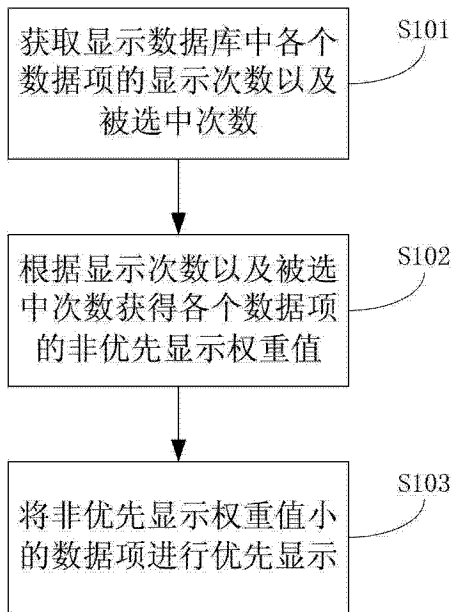 获取显示数据库中各个
数据项的显示次数以及
被选中次数
S101
根据显示次数以及被选
中次数获得各个数据项
的非优先显示权重值
S102
将非优先显示权重值小
的数据项进行优先显示
S103